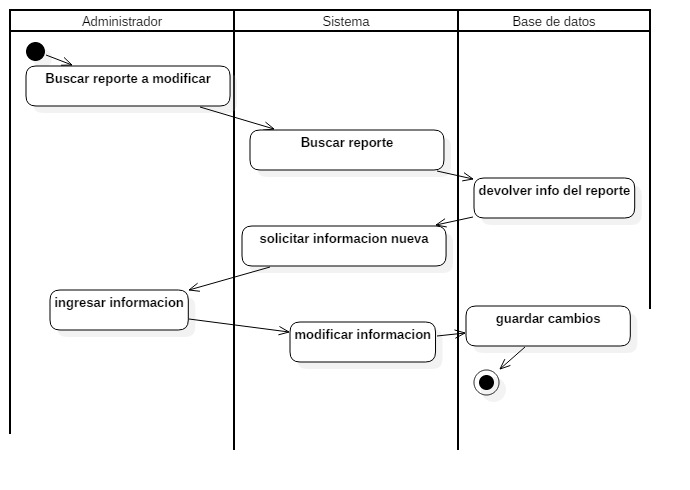 Administrador
Sistema
Base de datos
Buscar reporte a modificar
Buscar reporte
devolver info del reporte
solicitar informacion nueva
ingresar informacion
modificar informacion
guardar cambios